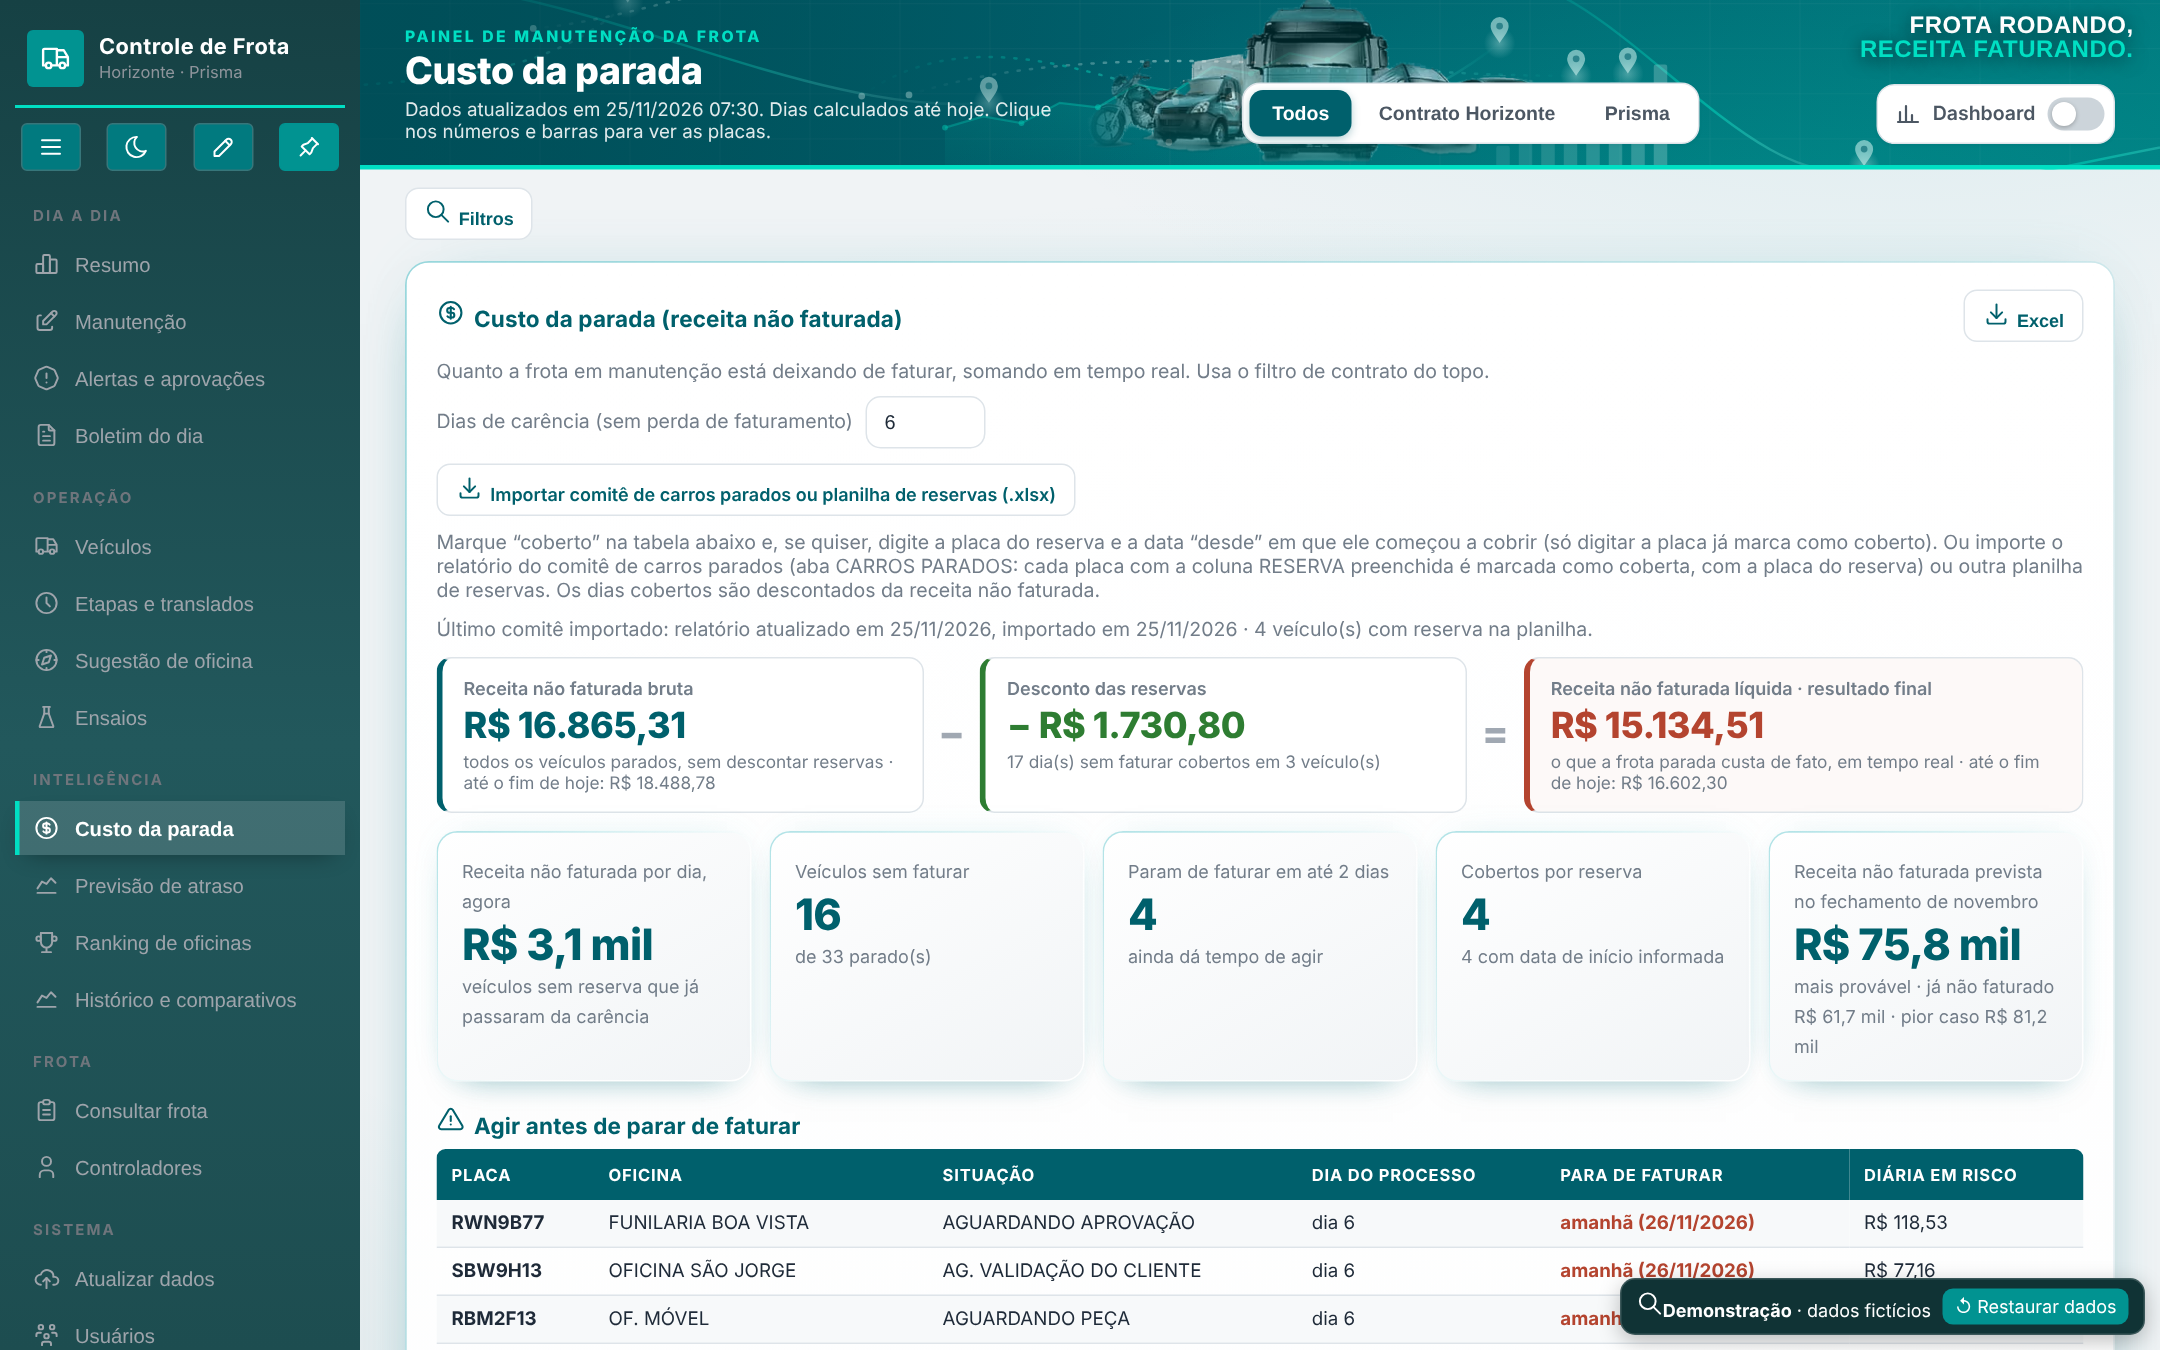 Controle de Frota
Horizonte · Prisma
DIA A DIA
Resumo
Manutenção
Alertas e aprovações
Boletim do dia
OPERAÇÃO
Veículos
Etapas e translados
Sugestão de oficina
Ensaios
INTELIGÊNCIA
Custo da parada
Previsão de atraso
Ranking de oficinas
Histórico e comparativos
FROTA
Consultar frota
Controladores
SISTEMA
Atualizar dados
Usuários
PAINEL DE MANUTENÇÃO DA FROTA
Custo da parada
Dados atualizados em 25/11/2026 07:30. Dias calculados até hoje. Clique
nos números e barras para ver as placas.
Todos Contrato Horizonte Prisma
FROTA RODANDO,
RECEITA FATURANDO.
Dashboard
Filtros
Custo da parada (receita não faturada)
Excel
Quanto a frota em manutenção está deixando de faturar, somando em tempo real. Usa o filtro de contrato do topo.
Dias de carência (sem perda de faturamento) 6
Importar comitê de carros parados ou planilha de reservas (.xlsx)
Marque “coberto” na tabela abaixo e, se quiser, digite a placa do reserva e a data “desde” em que ele começou a cobrir (só digitar a placa já marca como coberto). Ou importe o
relatório do comitê de carros parados (aba CARROS PARADOS: cada placa com a coluna RESERVA preenchida é marcada como coberta, com a placa do reserva) ou outra planilha
de reservas. Os dias cobertos são descontados da receita não faturada.
Último comitê importado: relatório atualizado em 25/11/2026, importado em 25/11/2026 · 4 veículo(s) com reserva na planilha.
Receita não faturada bruta
R$ 16.865,31
todos os veículos parados, sem descontar reservas ·
até o fim de hoje: R$ 18.488,78
–
Desconto das reservas
– R$ 1.730,80
17 dia(s) sem faturar cobertos em 3 veículo(s)
=
Receita não faturada líquida · resultado final
R$ 15.134,51
o que a frota parada custa de fato, em tempo real · até o fim
de hoje: R$ 16.602,30
Receita não faturada por dia,
agora
R$ 3,1 mil
veículos sem reserva que já
passaram da carência
Veículos sem faturar
16
de 33 parado(s)
Param de faturar em até 2 dias
4
ainda dá tempo de agir
Cobertos por reserva
4
4 com data de início informada
Receita não faturada prevista
no fechamento de novembro
R$ 75,8 mil
mais provável · já não faturado
R$ 61,7 mil · pior caso R$ 81,2
mil
Agir antes de parar de faturar
PLACA OFICINA SITUAÇÃO DIA DO PROCESSO PARA DE FATURAR DIÁRIA EM RISCO
RWN9B77 FUNILARIA BOA VISTA AGUARDANDO APROVAÇÃO dia 6 amanhã (26/11/2026) R$ 118,53
SBW9H13 OFICINA SÃO JORGE AG. VALIDAÇÃO DO CLIENTE dia 6 amanhã (26/11/2026) R$ 77,16
RBM2F13 OF. MÓVEL AGUARDANDO PEÇA dia 6
Demonstração · dados fictícios Restaurar dados